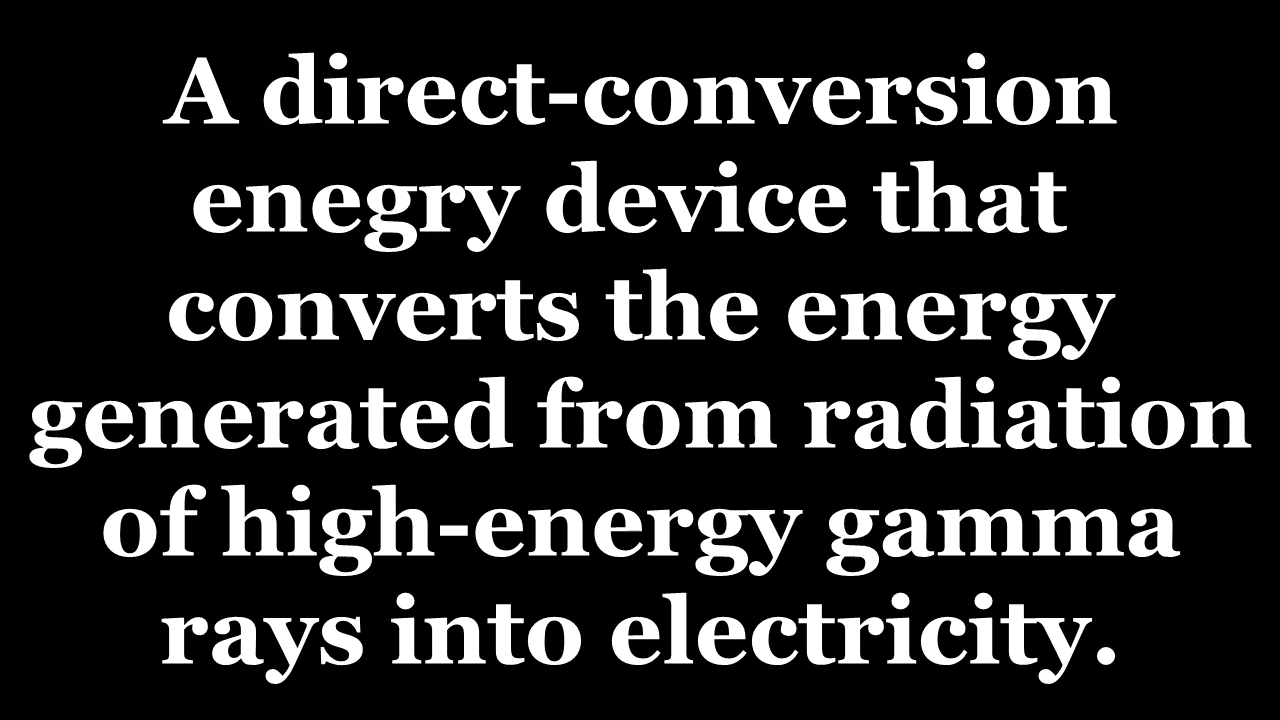 A direct-conversion
enegry device that
converts the energy
generated from radiation
of high-energy gamma
rays into electricity.